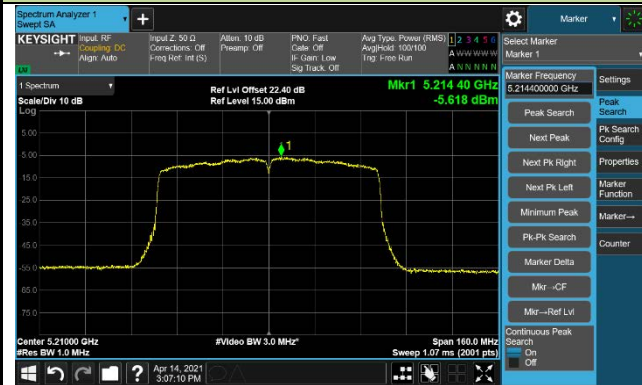 Spectrum Analyzer 1
Swept SA
+
Marker
KEYSIGHT
Input: RF
Coupling: DC
Align: Auto
Input Z: 50 Ω
Corrections: Off
Freq Ref: Int (S)
Atten: 10 dB
Preamp: Off
PNO: Fast
Gate: Off
IF Gain: Low
Sig Track: Off
Avg Type: Power (RMS)
Avg|Hold: 100/100
Trig: Free Run
1 2 3 4 5 6
A W W W W W
A N N N N N
Select Marker
Marker 1
1 Spectrum
Scale/Div 10 dB
Log
Ref Lvl Offset 22.40 dB
Ref Level 15.00 dBm
Mkr1 5.214 40 GHz
-5.618 dBm
5.00
-5.00
-15.0
-25.0
-35.0
-45.0
-55.0
-65.0
-75.0
1
Center 5.21000 GHz
#Res BW 1.0 MHz
#Video BW 3.0 MHz*
Span 160.0 MHz
Sweep 1.07 ms (2001 pts)
Marker Frequency
5.214400000 GHz
Peak Search
Next Peak
Next Pk Right
Next Pk Left
Minimum Peak
Pk-Pk Search
Marker Delta
Mkr→CF
Mkr→Ref Lvl
Continuous Peak
Search
On
Off
Settings
Peak
Search
Pk Search
Config
Properties
Marker
Function
Marker→
Counter
?
Apr 14, 2021
3:07:10 PM